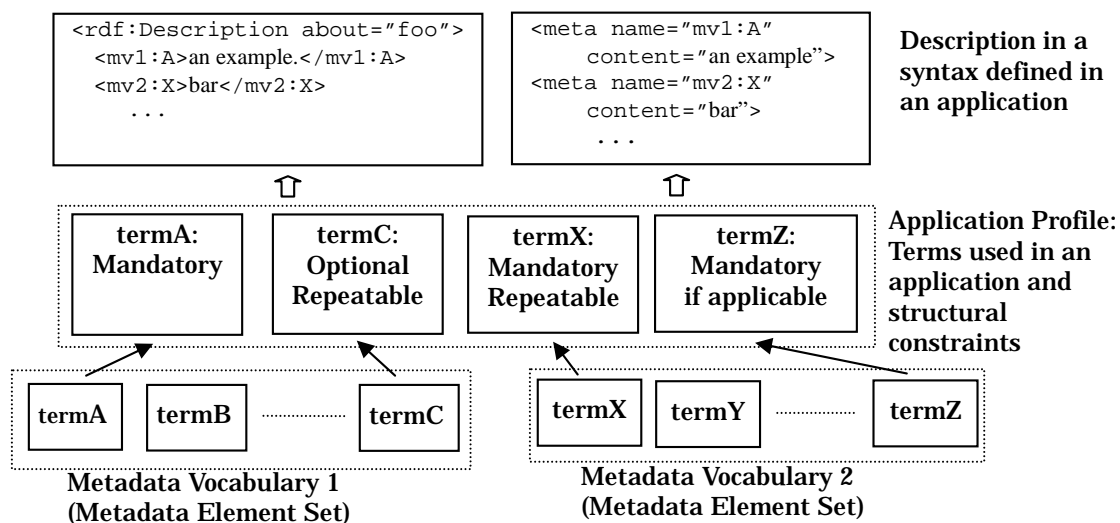 <rdf:Description about="foo">
<mv1:A>an example.</mv1:A>
<mv2:X>bar</mv2:X>
...
<meta name="mv1:A"
content="an example”>
<meta name="mv2:X"
content="bar”>
...
Description in a
syntax defined in
an application
termA:
Mandatory
termC:
Optional
Repeatable
termX:
Mandatory
Repeatable
termZ:
Mandatory
if applicable
Application Profile:
Terms used in an
application and
structural
constraints
termA
termB
termC
termX
termY
termZ
Metadata Vocabulary 1
(Metadata Element Set)
Metadata Vocabulary 2
(Metadata Element Set)